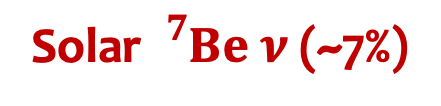 Solar ⁷Be ν (~7%)